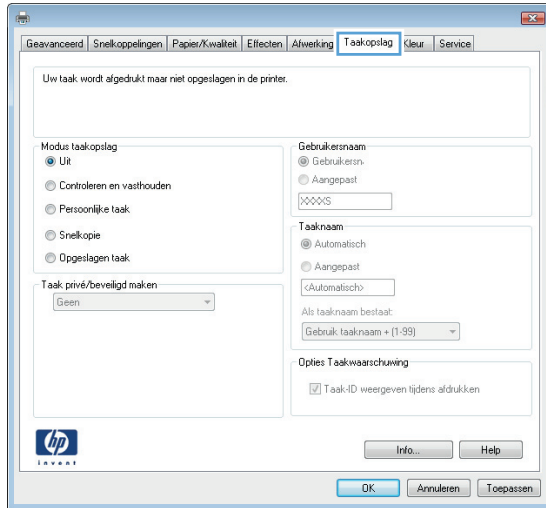 Geavanceerd Snelkoppelingen Papier/Kwaliteit Effecten Afwerking Taakopslag Kleur Service
Uw taak wordt afgedrukt maar niet opgeslagen in de printer.
Modus taakopslag
Uit
Controleren en vasthouden
Persoonlijke taak
Snelkopie
Opgeslagen taak
Taak privé/beveiligd maken
Geen
Gebruikersnaam
Gebruikersn.
Aangepast
XXXXS
Taaknaam
Automatisch
Aangepast
<Automatisch>
Als taaknaam bestaat:
Gebruik taaknaam + (1-99)
Opties Taakwaarschuwing
Taak-ID weergeven tijdens afdrukken
hp
invent
Info... Help
OK Annuleren Toepassen